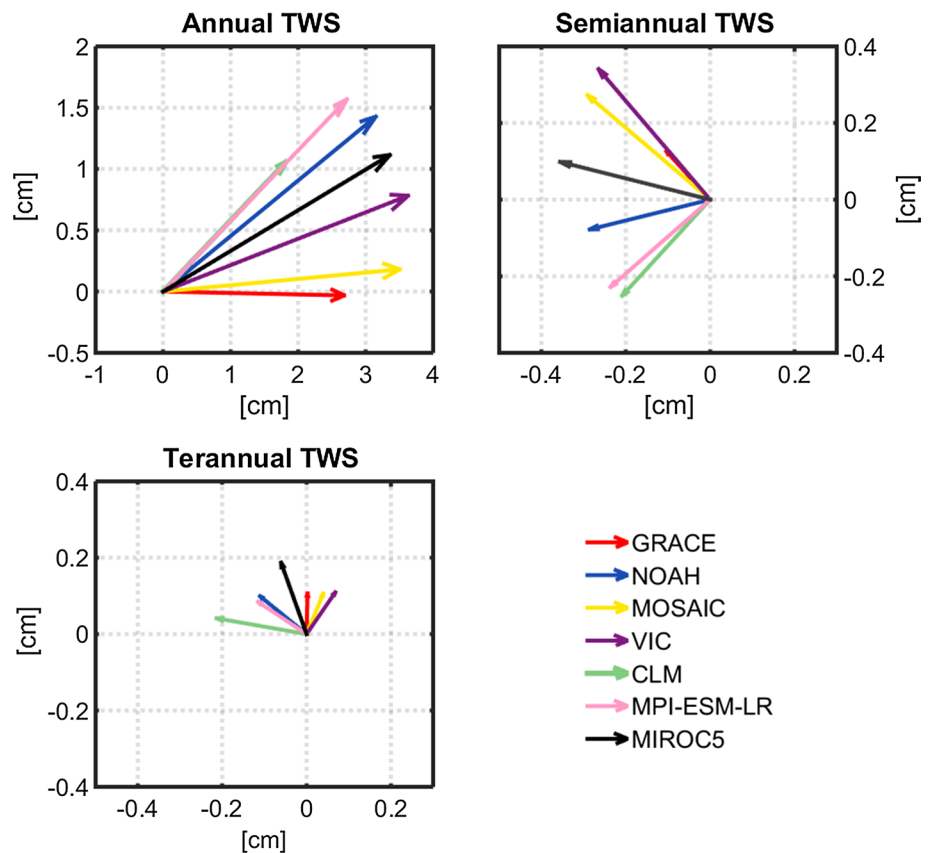 Annual TWS
2
1.5
1
0.5
0
-0.5
[cm]
-1 0 1 2 3 4
[cm]
Semiannual TWS
0.4
0.2
0
-0.2
-0.4
[cm]
-0.4 -0.2 0 0.2
[cm]
Terannual TWS
0.4
0.2
0
-0.2
-0.4
[cm]
-0.4 -0.2 0 0.2
[cm]
GRACE
NOAH
MOSAIC
VIC
CLM
MPI-ESM-LR
MIROC5